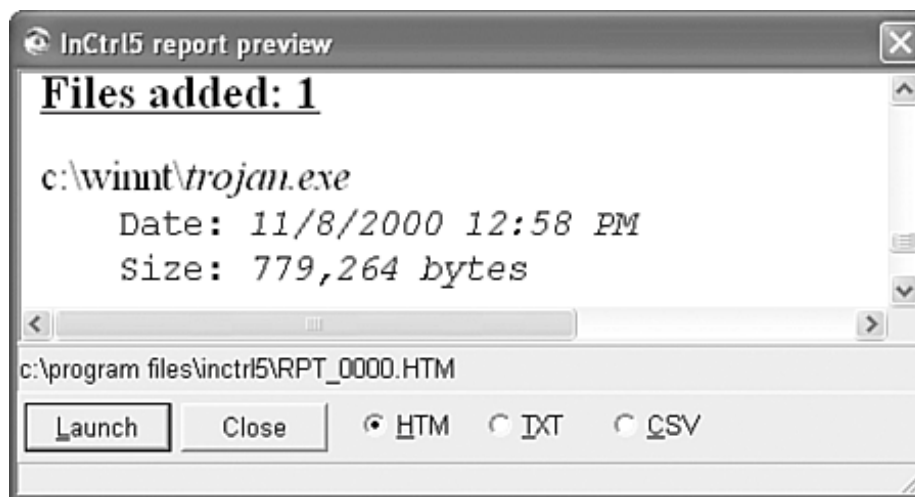 InCtrl5 report preview
Files added: 1
c:\winnt\trojan.exe
Date: 11/8/2000 12:58 PM
Size: 779,264 bytes
c:\program files\inctrl5\RPT_0000.HTM
Launch Close HTM TXT CSV